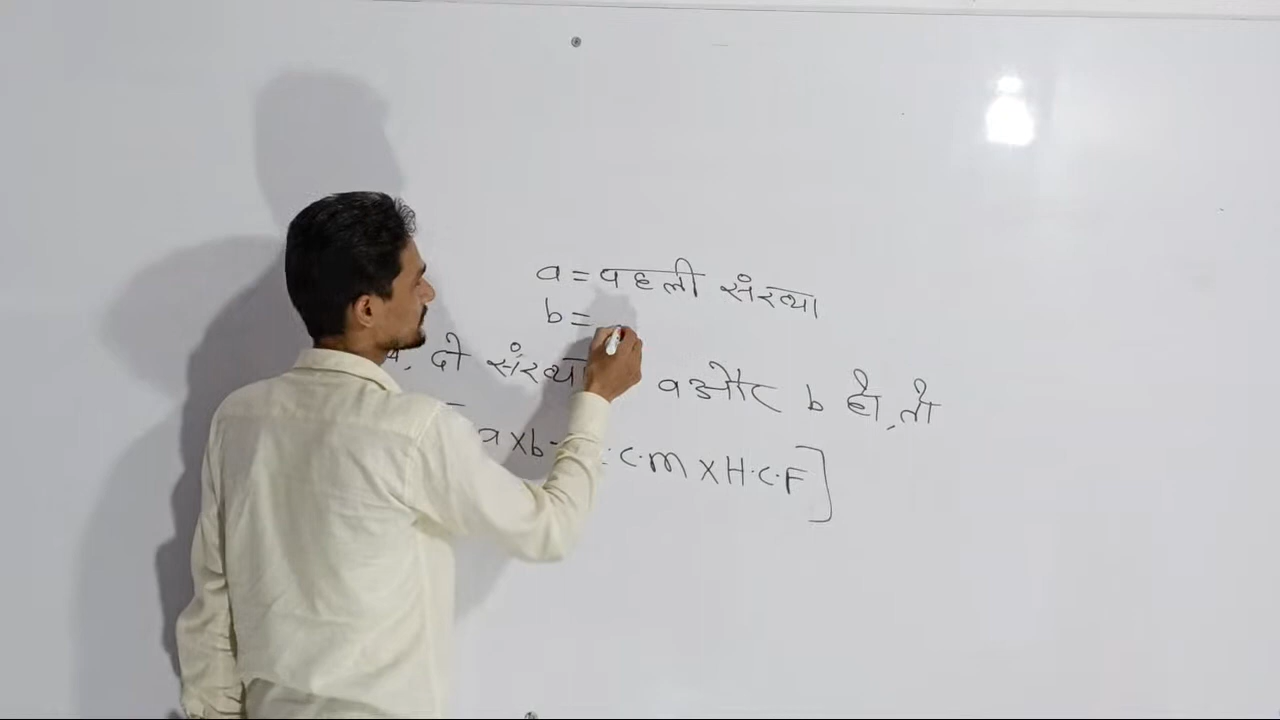 a = पहली संख्या
b =
दो संख्या a और b हो, तो
a x b C.M X H.C.F]